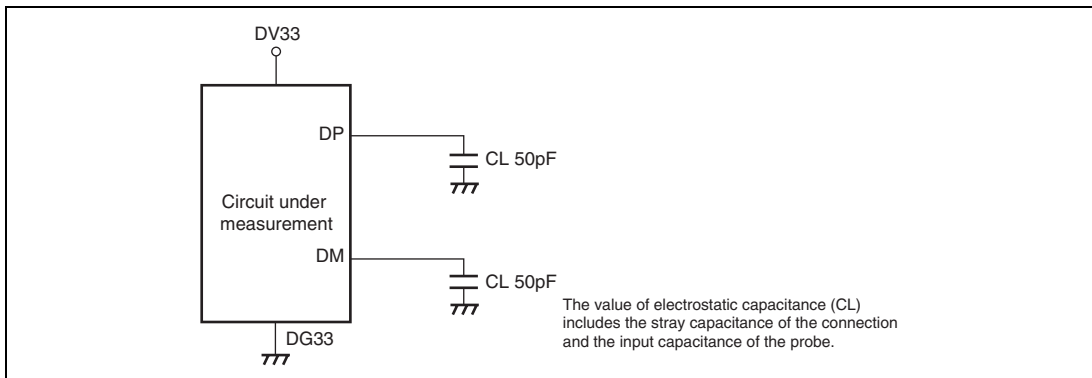 DV33
DP
CL 50pF
Circuit under
measurement
DM
CL 50pF
The value of electrostatic capacitance (CL)
includes the stray capacitance of the connection
and the input capacitance of the probe.
DG33